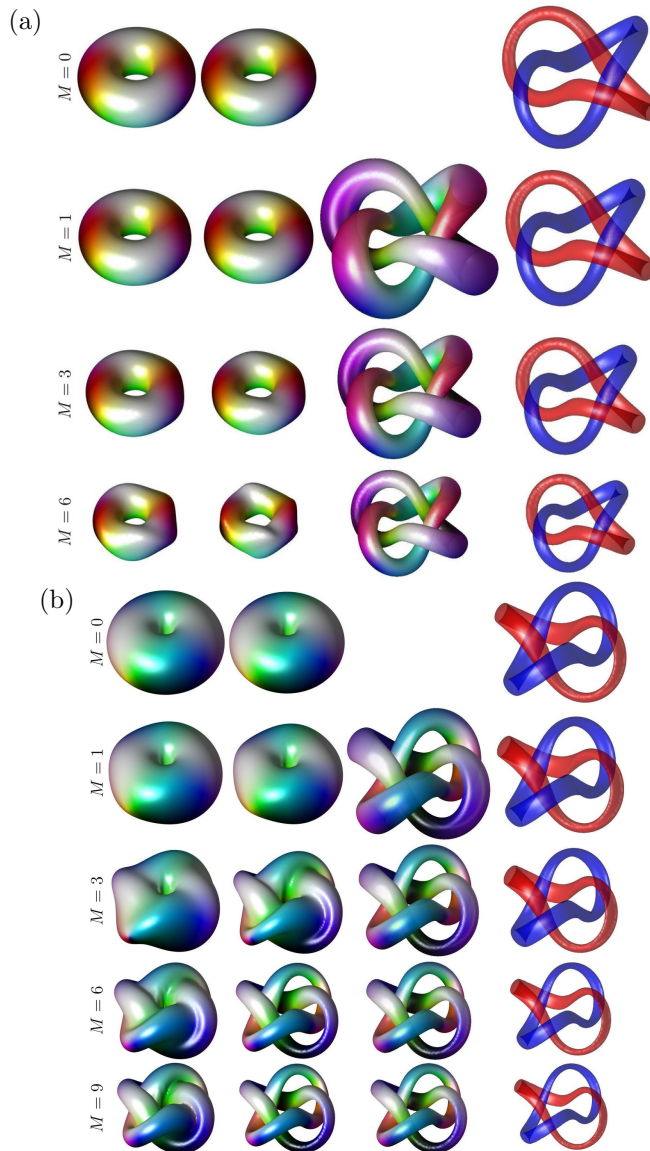 (a)
M = 0
M = 1
M = 3
M = 6
(b)
M = 0
M = 1
M = 3
M = 6
M = 9